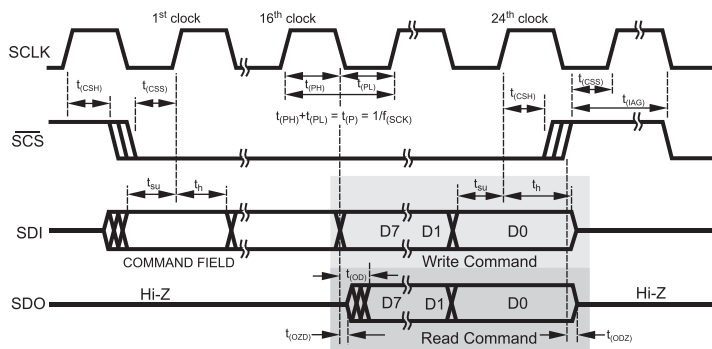 1st clock 16th clock 24th clock
SCLK
t(CSH) t(CSS) t(PH) t(PL) t(CSH) t(CSS) t(IAG)
t(PH)+t(PL) = t(P) = 1/f(SCK)
SCS
tsu th tsu th
SDI D7 D1 D0
COMMAND FIELD Write Command
t(OD)
SDO Hi-Z D7 D1 D0 Hi-Z
t(OZD) Read Command t(ODZ)